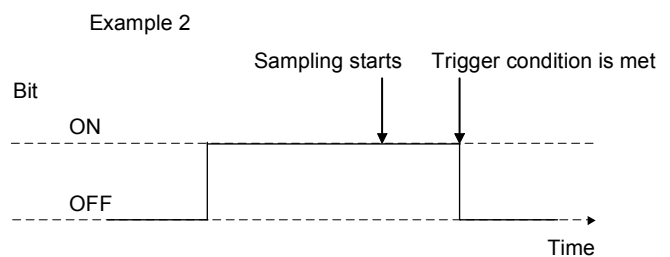 Example 2
Sampling starts Trigger condition is met
Bit
ON
OFF
Time